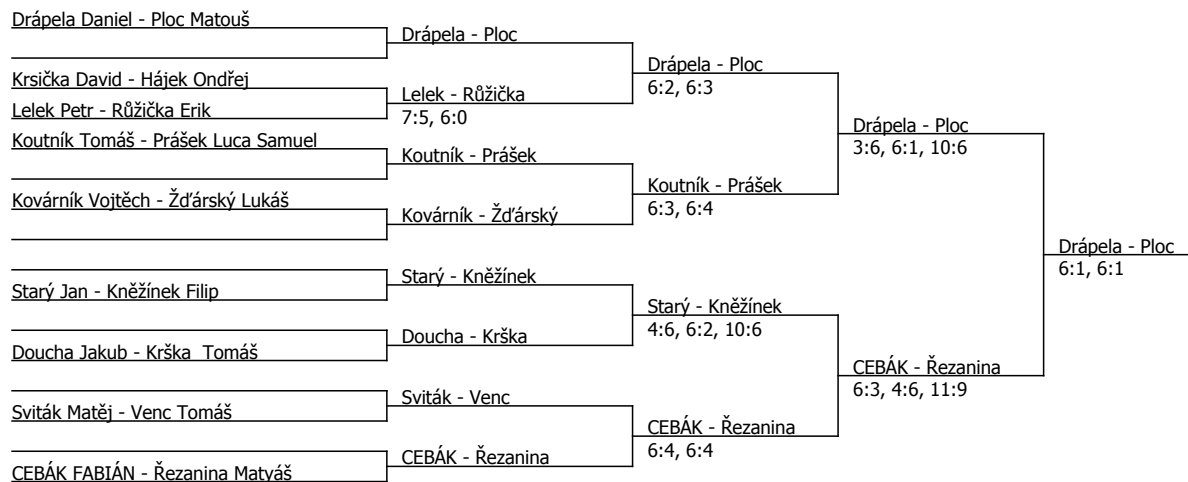 Drápela Daniel - Ploc Matouš
Krsička David - Hájek Ondřej
Lelek Petr - Růžička Erik
Koutník Tomáš - Prášek Luca Samuel
Kovárník Vojtěch - Žďárský Lukáš
Starý Jan - Kněžínek Filip
Doucha Jakub - Krška  Tomáš
Sviták Matěj - Venc Tomáš
CEBÁK FABIÁN - Řezanina Matyáš
Drápela - Ploc
Lelek - Růžička
7:5, 6:0
Koutník - Prášek
Kovárník - Žďárský
Starý - Kněžínek
Doucha - Krška
Sviták - Venc
CEBÁK - Řezanina
Drápela - Ploc
6:2, 6:3
Koutník - Prášek
6:3, 6:4
Starý - Kněžínek
4:6, 6:2, 10:6
CEBÁK - Řezanina
6:4, 6:4
Drápela - Ploc
3:6, 6:1, 10:6
CEBÁK - Řezanina
6:3, 4:6, 11:9
Drápela - Ploc
6:1, 6:1